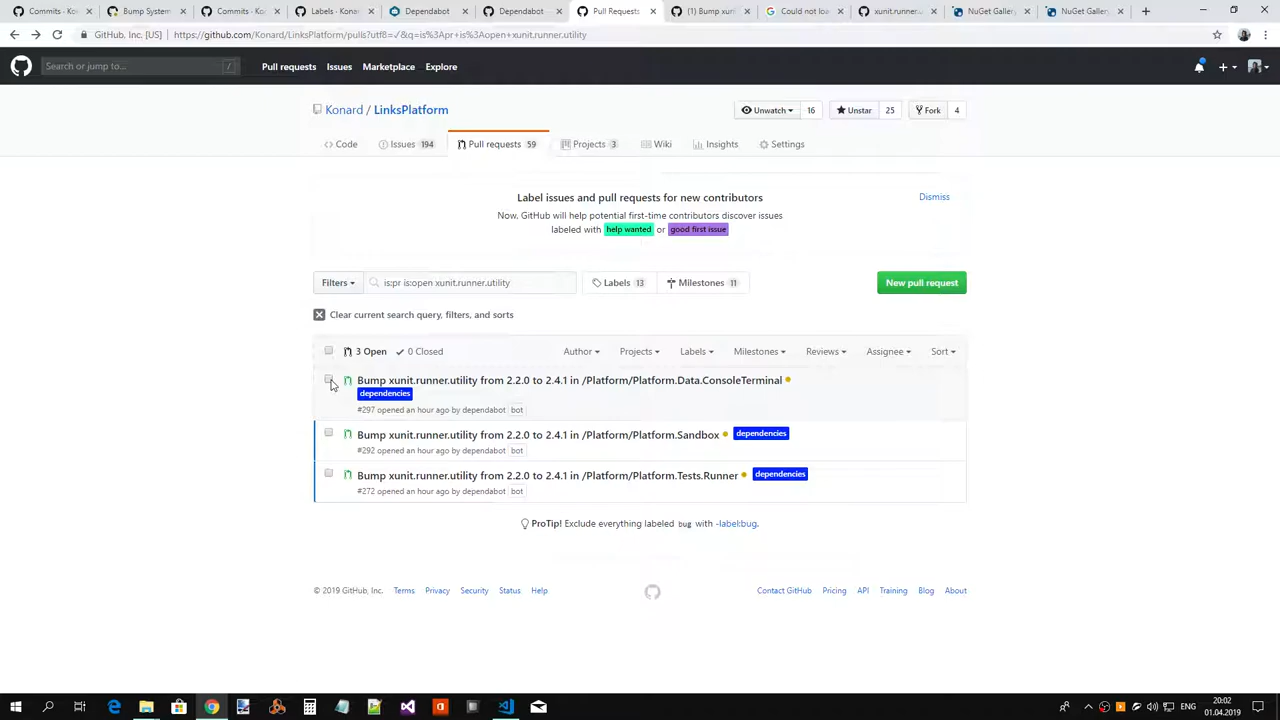 Commits · Kon
Bump System
Commits · Kon
Labels · Konard
Dependabot
Dependabot
Pull Requests
(1) Bump xuni
Could not loa
xunit.runner.u
NuGet Gallery
NuGet Gallery
GitHub, Inc. [US]
https://github.com/Konard/LinksPlatform/pulls?utf8=✓&q=is%3Apr+is%3Aopen+xunit.runner.utility
Search or jump to...
/
Pull requests
Issues
Marketplace
Explore
Konard / LinksPlatform
Unwatch
16
Unstar
25
Fork
4
Code
Issues 194
Pull requests 59
Projects 3
Wiki
Insights
Settings
Label issues and pull requests for new contributors
Dismiss
Now, GitHub will help potential first-time contributors discover issues
labeled with help wanted or good first issue
Filters
is:pr is:open xunit.runner.utility
Labels 13
Milestones 11
New pull request
Clear current search query, filters, and sorts
3 Open
0 Closed
Author
Projects
Labels
Milestones
Reviews
Assignee
Sort
Bump xunit.runner.utility from 2.2.0 to 2.4.1 in /Platform/Platform.Data.ConsoleTerminal
dependencies
#297 opened an hour ago by dependabot bot
Bump xunit.runner.utility from 2.2.0 to 2.4.1 in /Platform/Platform.Sandbox dependencies
#292 opened an hour ago by dependabot bot
Bump xunit.runner.utility from 2.2.0 to 2.4.1 in /Platform/Platform.Tests.Runner dependencies
#272 opened an hour ago by dependabot bot
ProTip! Exclude everything labeled bug with -label:bug.
© 2019 GitHub, Inc.
Terms
Privacy
Security
Status
Help
Contact GitHub
Pricing
API
Training
Blog
About
ENG
20:02
01.04.2019